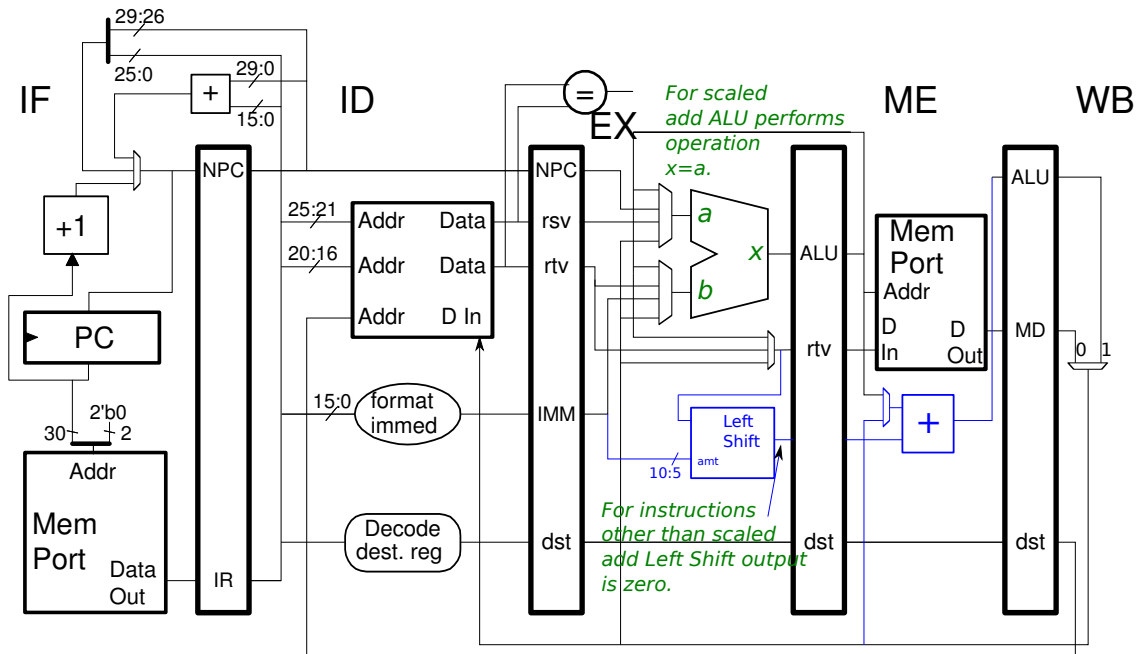 29:26
25:0
29:0
15:0
+
IF
ID
=
EX
ME
WB
For scaled
add ALU performs
operation
x=a.
NPC
NPC
ALU
+1
25:21
20:16
Addr
Data
Addr
Data
Addr
D In
rsv
rtv
a
b
x
ALU
Mem
Port
Addr
D
In
D
Out
MD
0
1
PC
rtv
15:0
format
immed
IMM
Left
Shift
amt
10:5
+
2'b0
30
2
Addr
Mem
Port
Data
Out
IR
Decode
dest. reg
dst
dst
dst
For instructions
other than scaled
add Left Shift output
is zero.